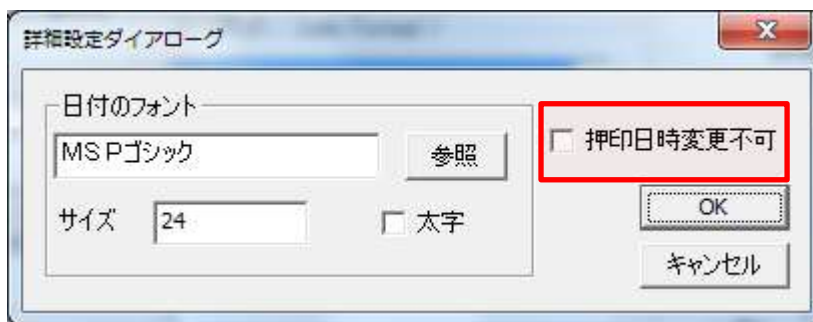 詳細設定ダイアローグ
日付のフォント
MS Pゴシック
参照
押印日時変更不可
サイズ
24
太字
OK
キャンセル